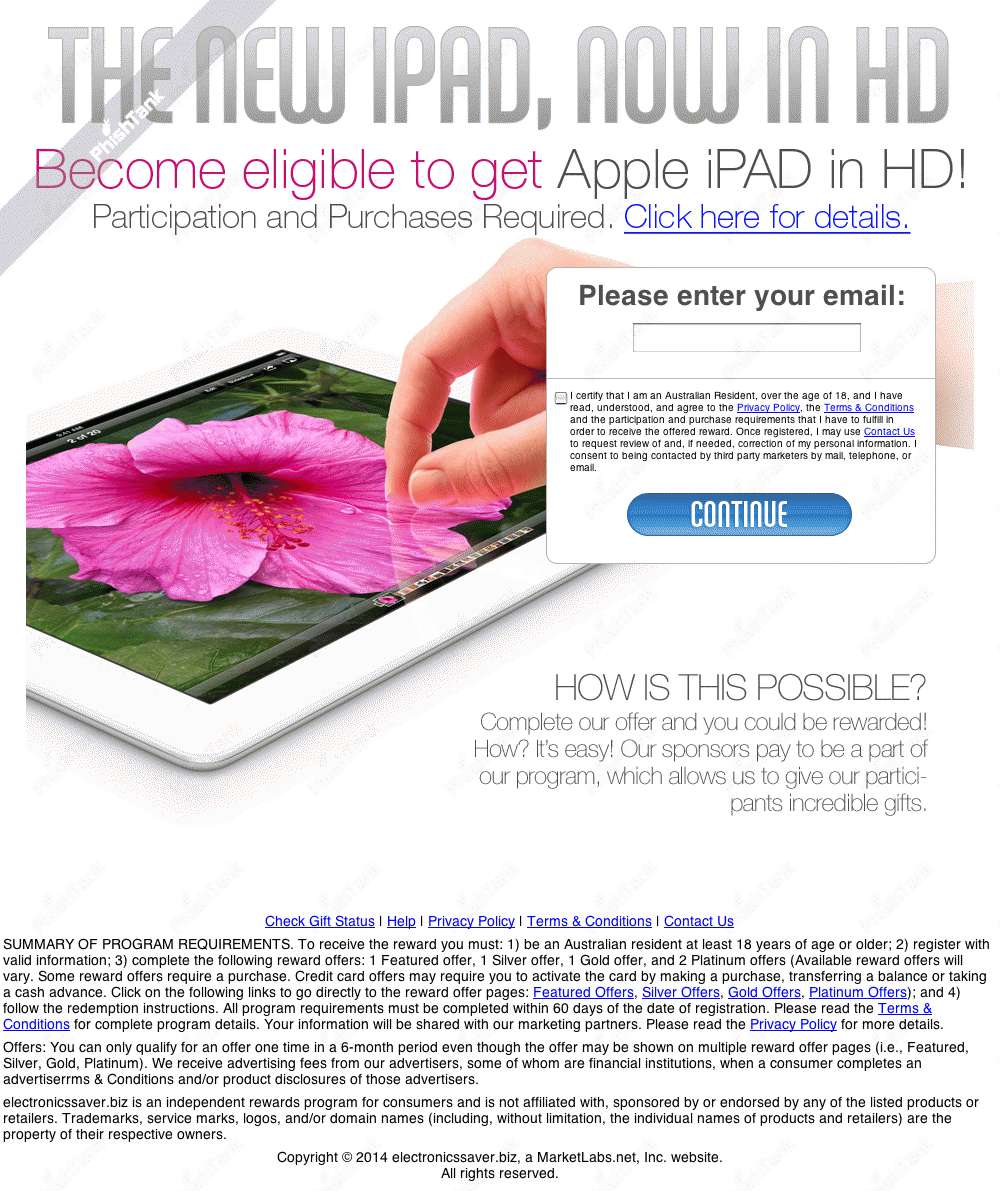 THE NEW IPAD, NOW IN HD
PhishTank
Become eligible to get Apple iPAD in HD!
Participation and Purchases Required. Click here for details.
Please enter your email:
I certify that I am an Australian Resident, over the age of 18, and I have
read, understood, and agree to the Privacy Policy, the Terms & Conditions
and the participation and purchase requirements that I have to fulfill in
order to receive the offered reward. Once registered, I may use Contact Us
to request review of and, if needed, correction of my personal information. I
consent to being contacted by third party marketers by mail, telephone, or
email.
CONTINUE
9:41 AM
2 of 20
Edit
Slideshow
HOW IS THIS POSSIBLE?
Complete our offer and you could be rewarded!
How? It's easy! Our sponsors pay to be a part of
our program, which allows us to give our partici-
pants incredible gifts.
Check Gift Status | Help | Privacy Policy | Terms & Conditions | Contact Us
SUMMARY OF PROGRAM REQUIREMENTS. To receive the reward you must: 1) be an Australian resident at least 18 years of age or older; 2) register with
valid information; 3) complete the following reward offers: 1 Featured offer, 1 Silver offer, 1 Gold offer, and 2 Platinum offers (Available reward offers will
vary. Some reward offers require a purchase. Credit card offers may require you to activate the card by making a purchase, transferring a balance or taking
a cash advance. Click on the following links to go directly to the reward offer pages: Featured Offers, Silver Offers, Gold Offers, Platinum Offers); and 4)
follow the redemption instructions. All program requirements must be completed within 60 days of the date of registration. Please read the Terms &
Conditions for complete program details. Your information will be shared with our marketing partners. Please read the Privacy Policy for more details.
Offers: You can only qualify for an offer one time in a 6-month period even though the offer may be shown on multiple reward offer pages (i.e., Featured,
Silver, Gold, Platinum). We receive advertising fees from our advertisers, some of whom are financial institutions, when a consumer completes an
advertiserrms & Conditions and/or product disclosures of those advertisers.
electronicssaver.biz is an independent rewards program for consumers and is not affiliated with, sponsored by or endorsed by any of the listed products or
retailers. Trademarks, service marks, logos, and/or domain names (including, without limitation, the individual names of products and retailers) are the
property of their respective owners.
Copyright © 2014 electronicssaver.biz, a MarketLabs.net, Inc. website.
All rights reserved.